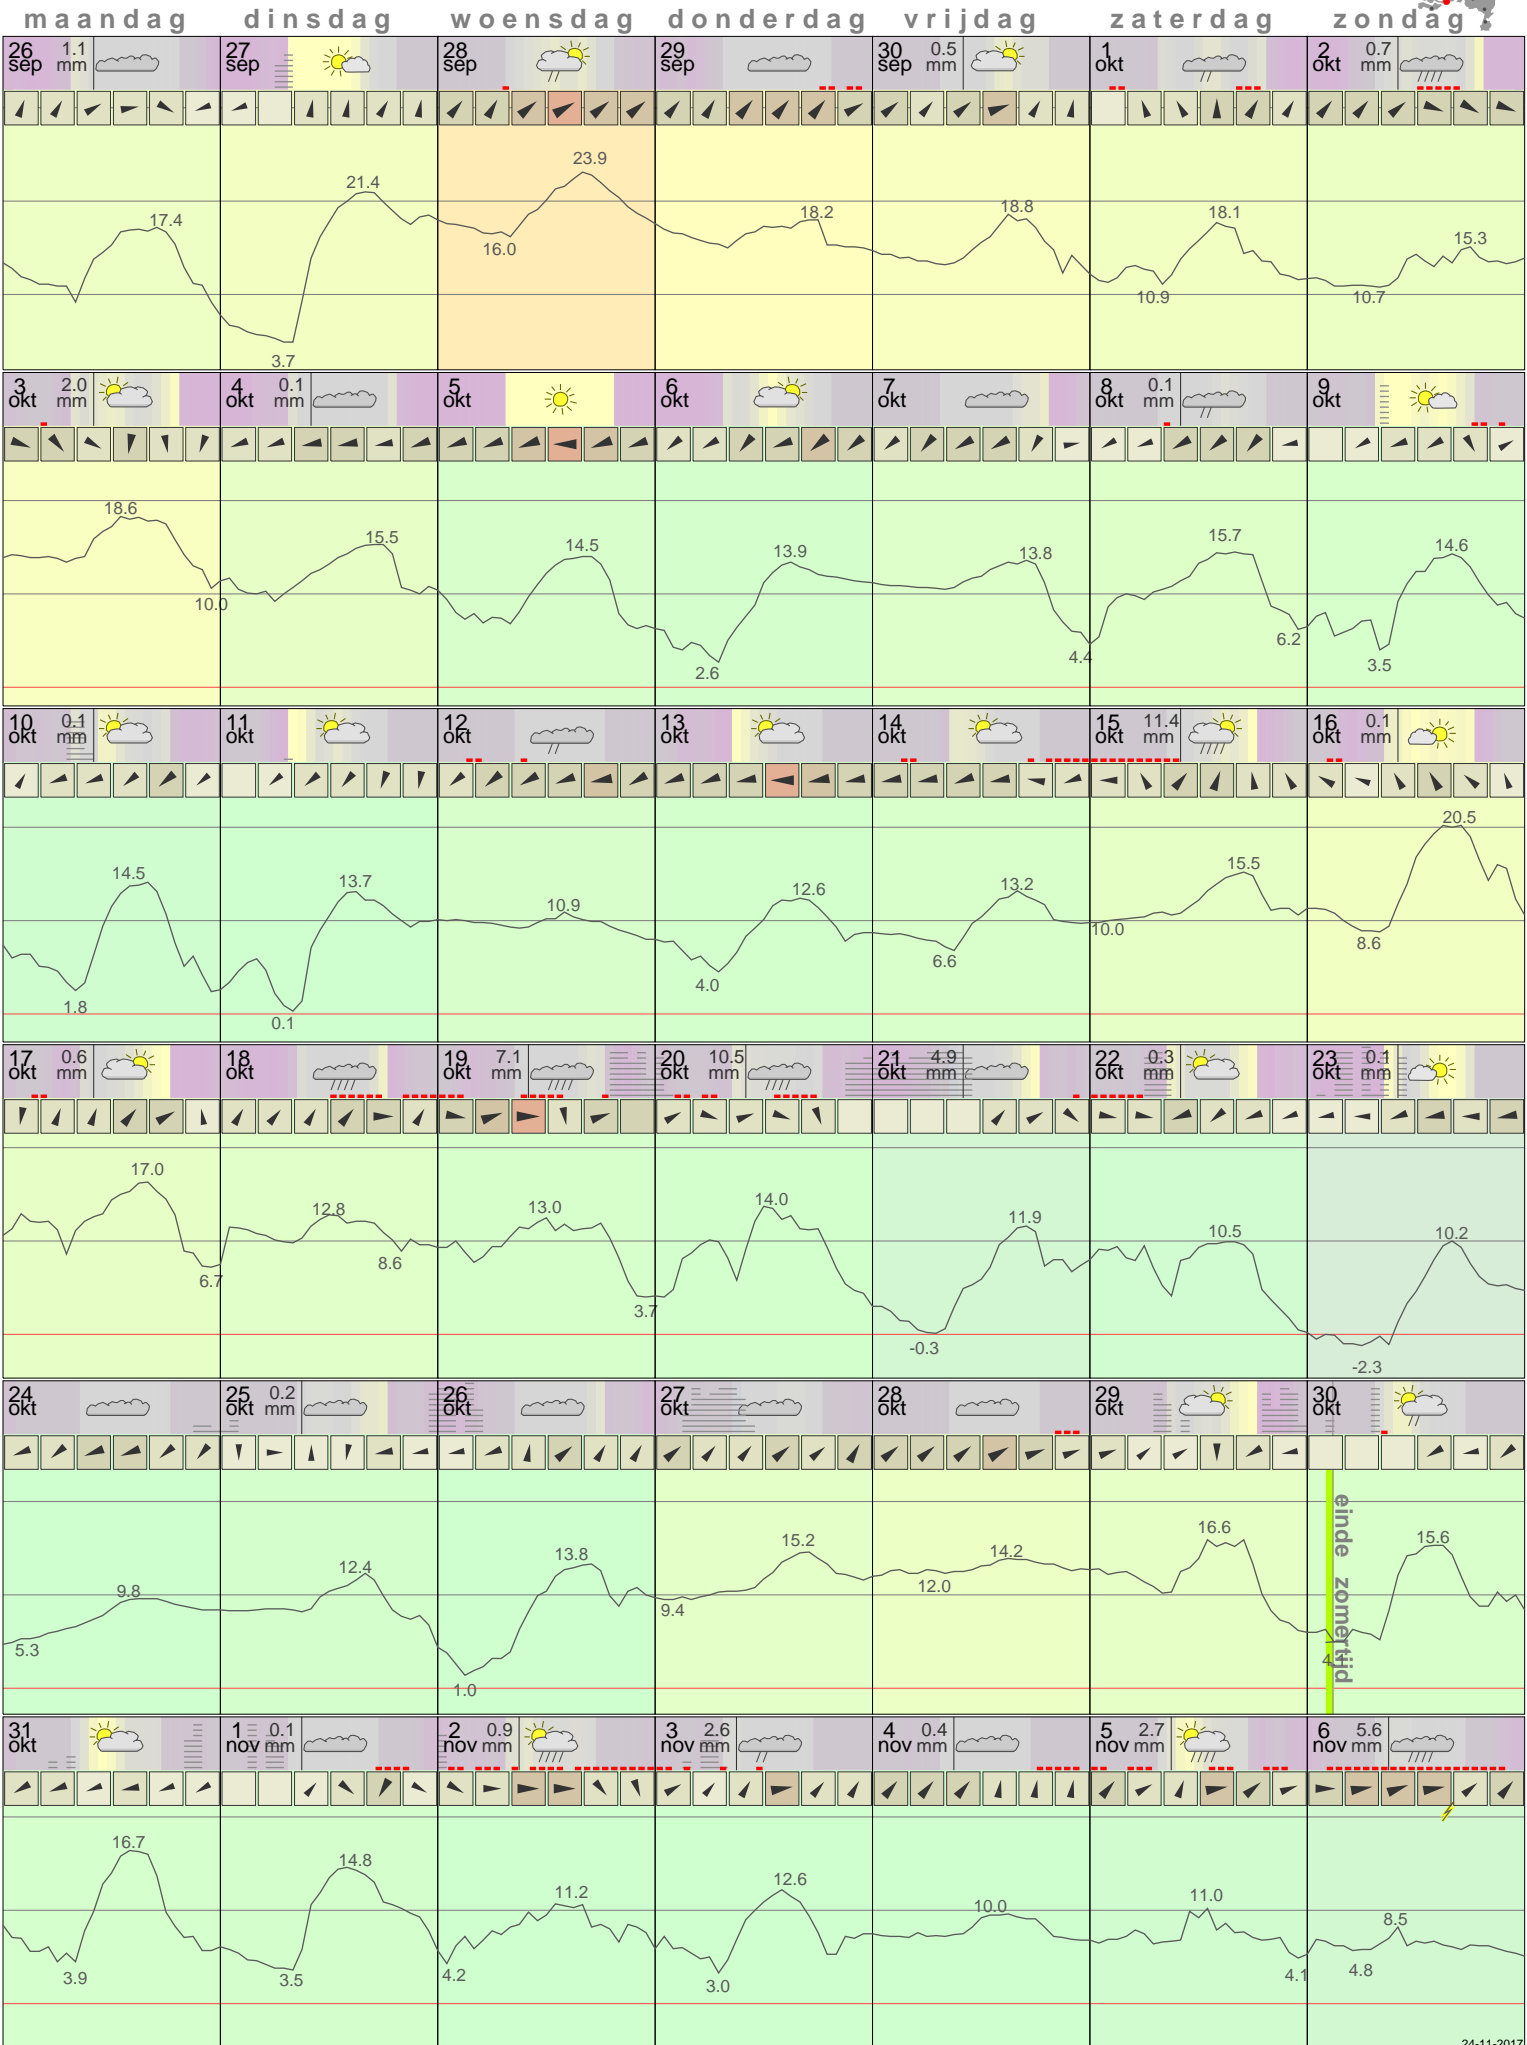 maandag dinsdag woensdag donderdag vrijdag zaterdag zondag
26 sep 1.1 mm 27 sep 28 sep 29 sep 30 sep 0.5 mm 1 okt 2 okt 0.7 mm
17.4 3.7 21.4 16.0 23.9 18.2 18.8 10.9 18.1 10.7 15.3
3 okt 2.0 mm 4 okt 0.1 mm 5 okt 6 okt 7 okt 8 okt 0.1 mm 9 okt
18.6 10.0 15.5 14.5 2.6 13.9 13.8 4.4 15.7 6.2 3.5 14.6
10 okt 0.1 mm 11 okt 12 okt 13 okt 14 okt 15 okt 11.4 mm 16 okt 0.1 mm
1.8 14.5 0.1 13.7 10.9 4.0 12.6 6.6 13.2 10.0 15.5 8.6 20.5
17 okt 0.6 mm 18 okt 19 okt 7.1 mm 20 okt 10.5 mm 21 okt 4.9 mm 22 okt 0.3 mm 23 okt 0.1 mm
17.0 6.7 12.8 8.6 13.0 3.7 14.0 -0.3 11.9 10.5 -2.3 10.2
24 okt 25 okt 0.2 mm 26 okt 27 okt 28 okt 29 okt 30 okt
5.3 9.8 12.4 1.0 13.8 9.4 15.2 12.0 14.2 16.6 15.6
einde zomertijd
31 okt 1 nov 0.1 mm 2 nov 0.9 mm 3 nov 2.6 mm 4 nov 0.4 mm 5 nov 2.7 mm 6 nov 5.6 mm
3.9 16.7 3.5 14.8 4.2 11.2 3.0 12.6 10.0 11.0 4.1 4.8 8.5
24-11-2017